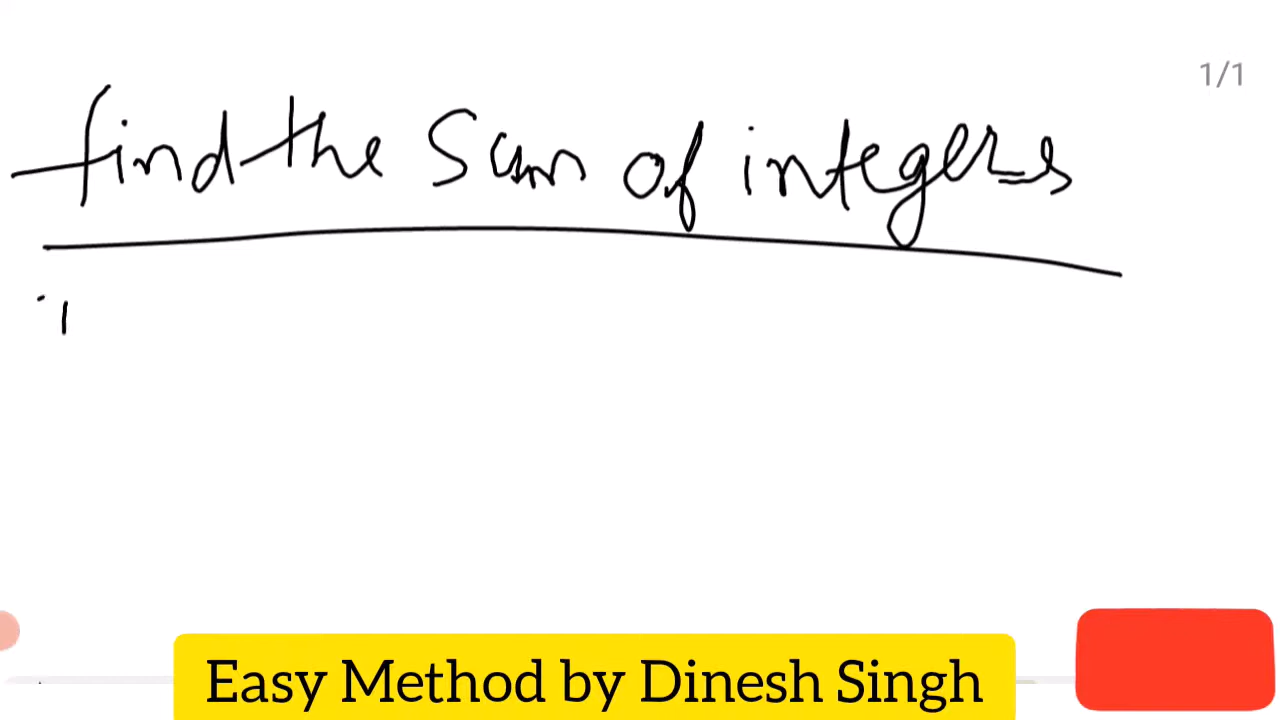 1/1
find the Sum of integers
Easy Method by Dinesh Singh